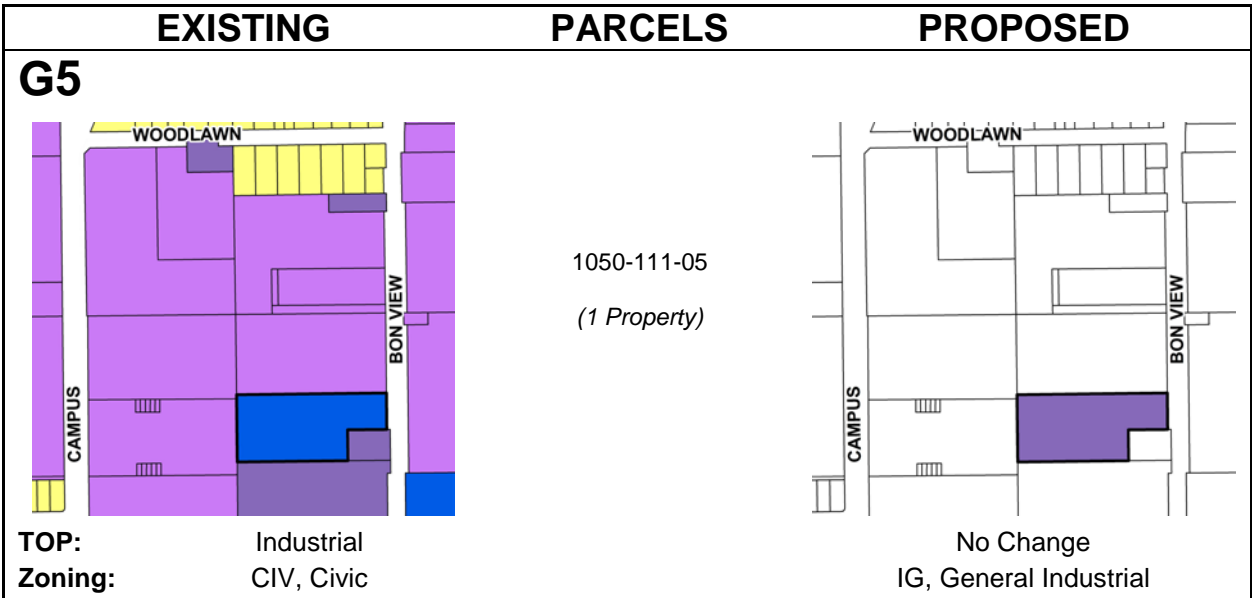 EXISTING PARCELS PROPOSED
G5
WOODLAWN
BON VIEW
CAMPUS
1050-111-05
(1 Property)
WOODLAWN
BON VIEW
CAMPUS
TOP: Industrial No Change
Zoning: CIV, Civic IG, General Industrial